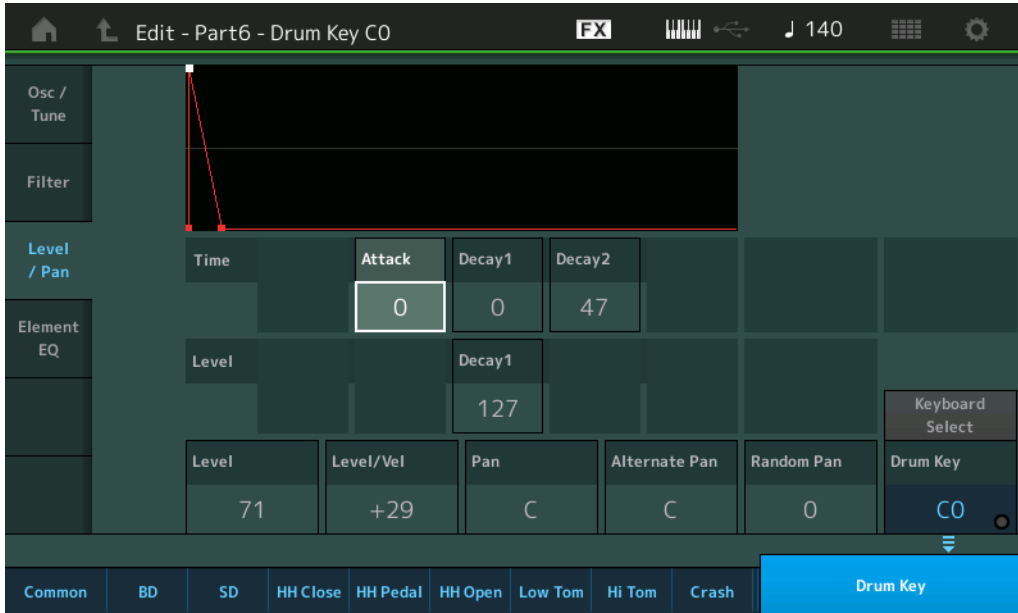 Edit - Part6 - Drum Key C0
FX
140
Osc /
Tune
Filter
Level
/ Pan
Element
EQ
Time
Attack
Decay1
Decay2
0
0
47
Level
Decay1
127
Keyboard
Select
Level
Level/Vel
Pan
Alternate Pan
Random Pan
Drum Key
71
+29
C
C
0
C0
Common
BD
SD
HH Close
HH Pedal
HH Open
Low Tom
Hi Tom
Crash
Drum Key